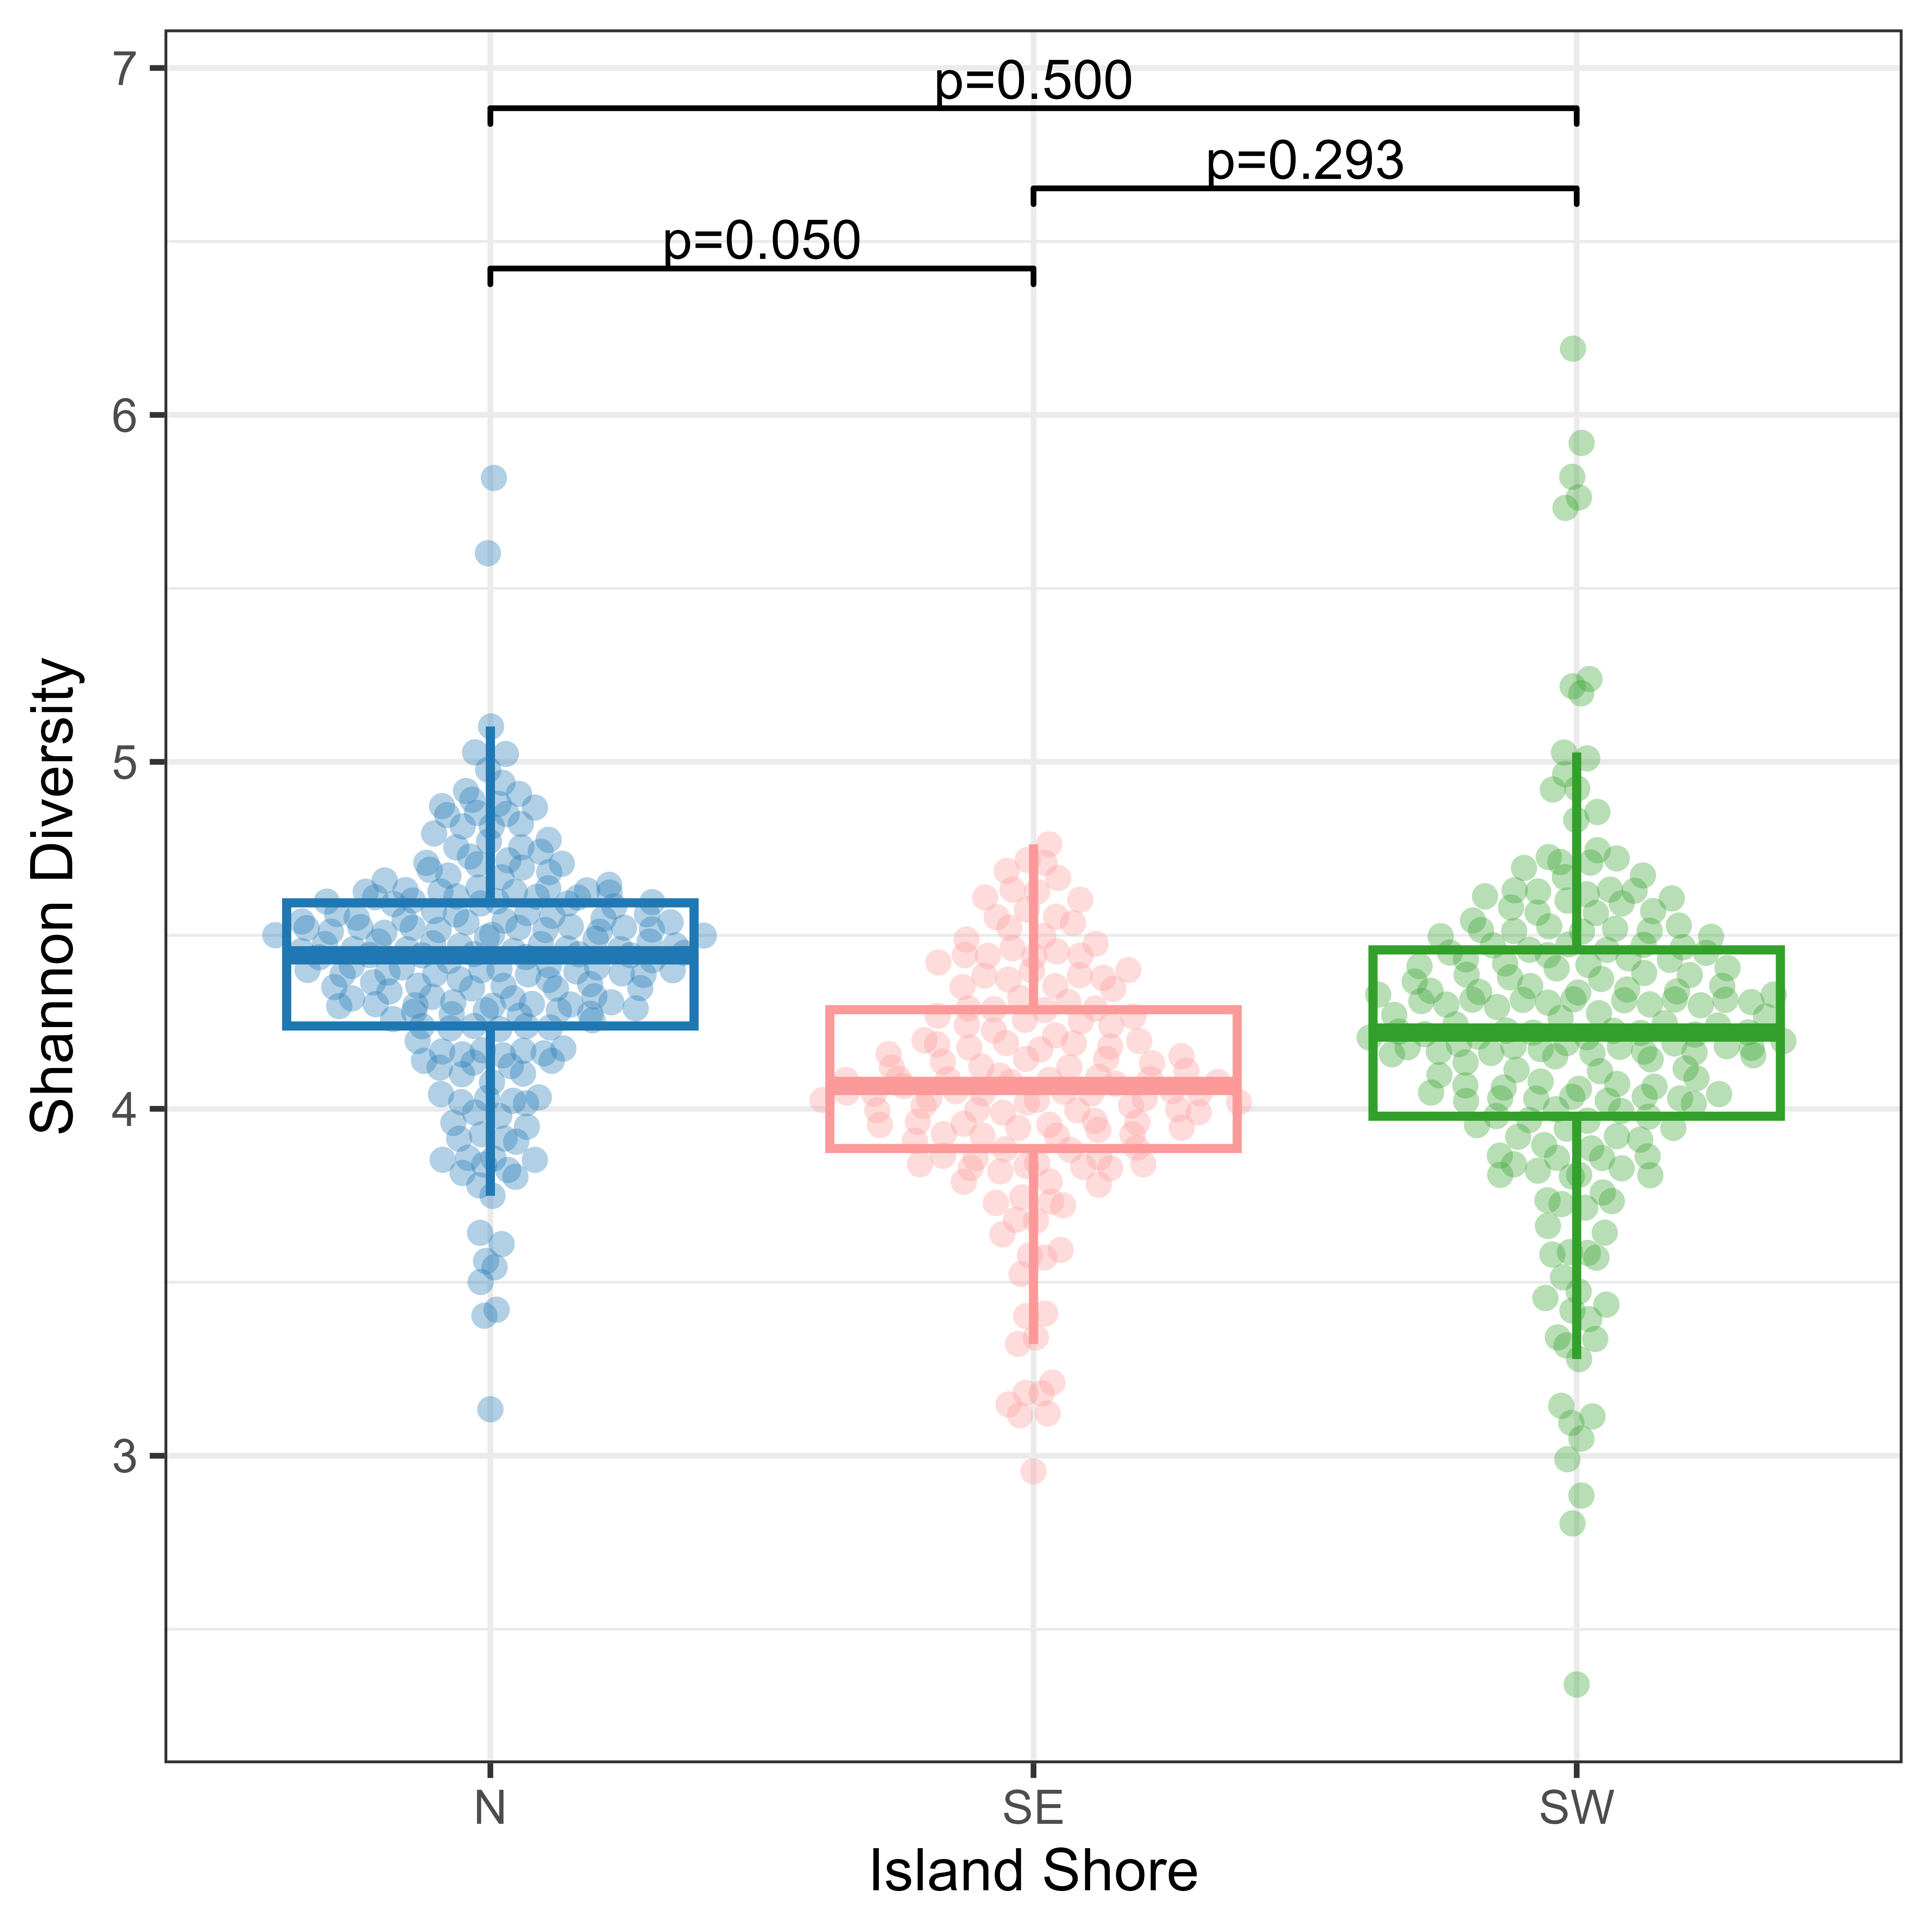 7
p=0.500
p=0.293
p=0.050
6
5
4
3
Shannon Diversity
N SE SW
Island Shore